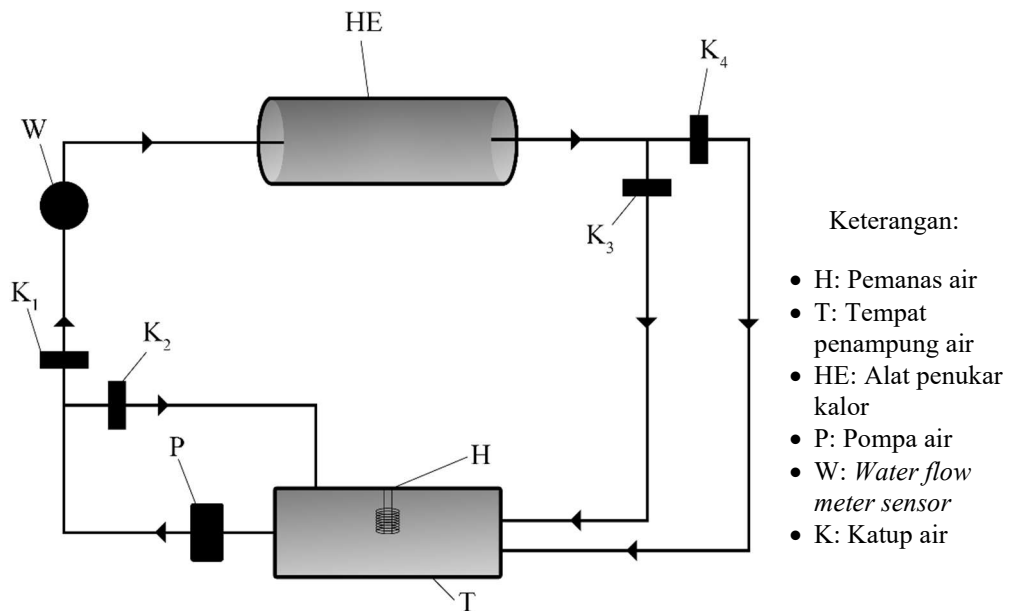 HE
K₄
W
K₃
K₁
K₂
P
H
T
Keterangan:
• H: Pemanas air
• T: Tempat
penampung air
• HE: Alat penukar
kalor
• P: Pompa air
• W: Water flow
meter sensor
• K: Katup air